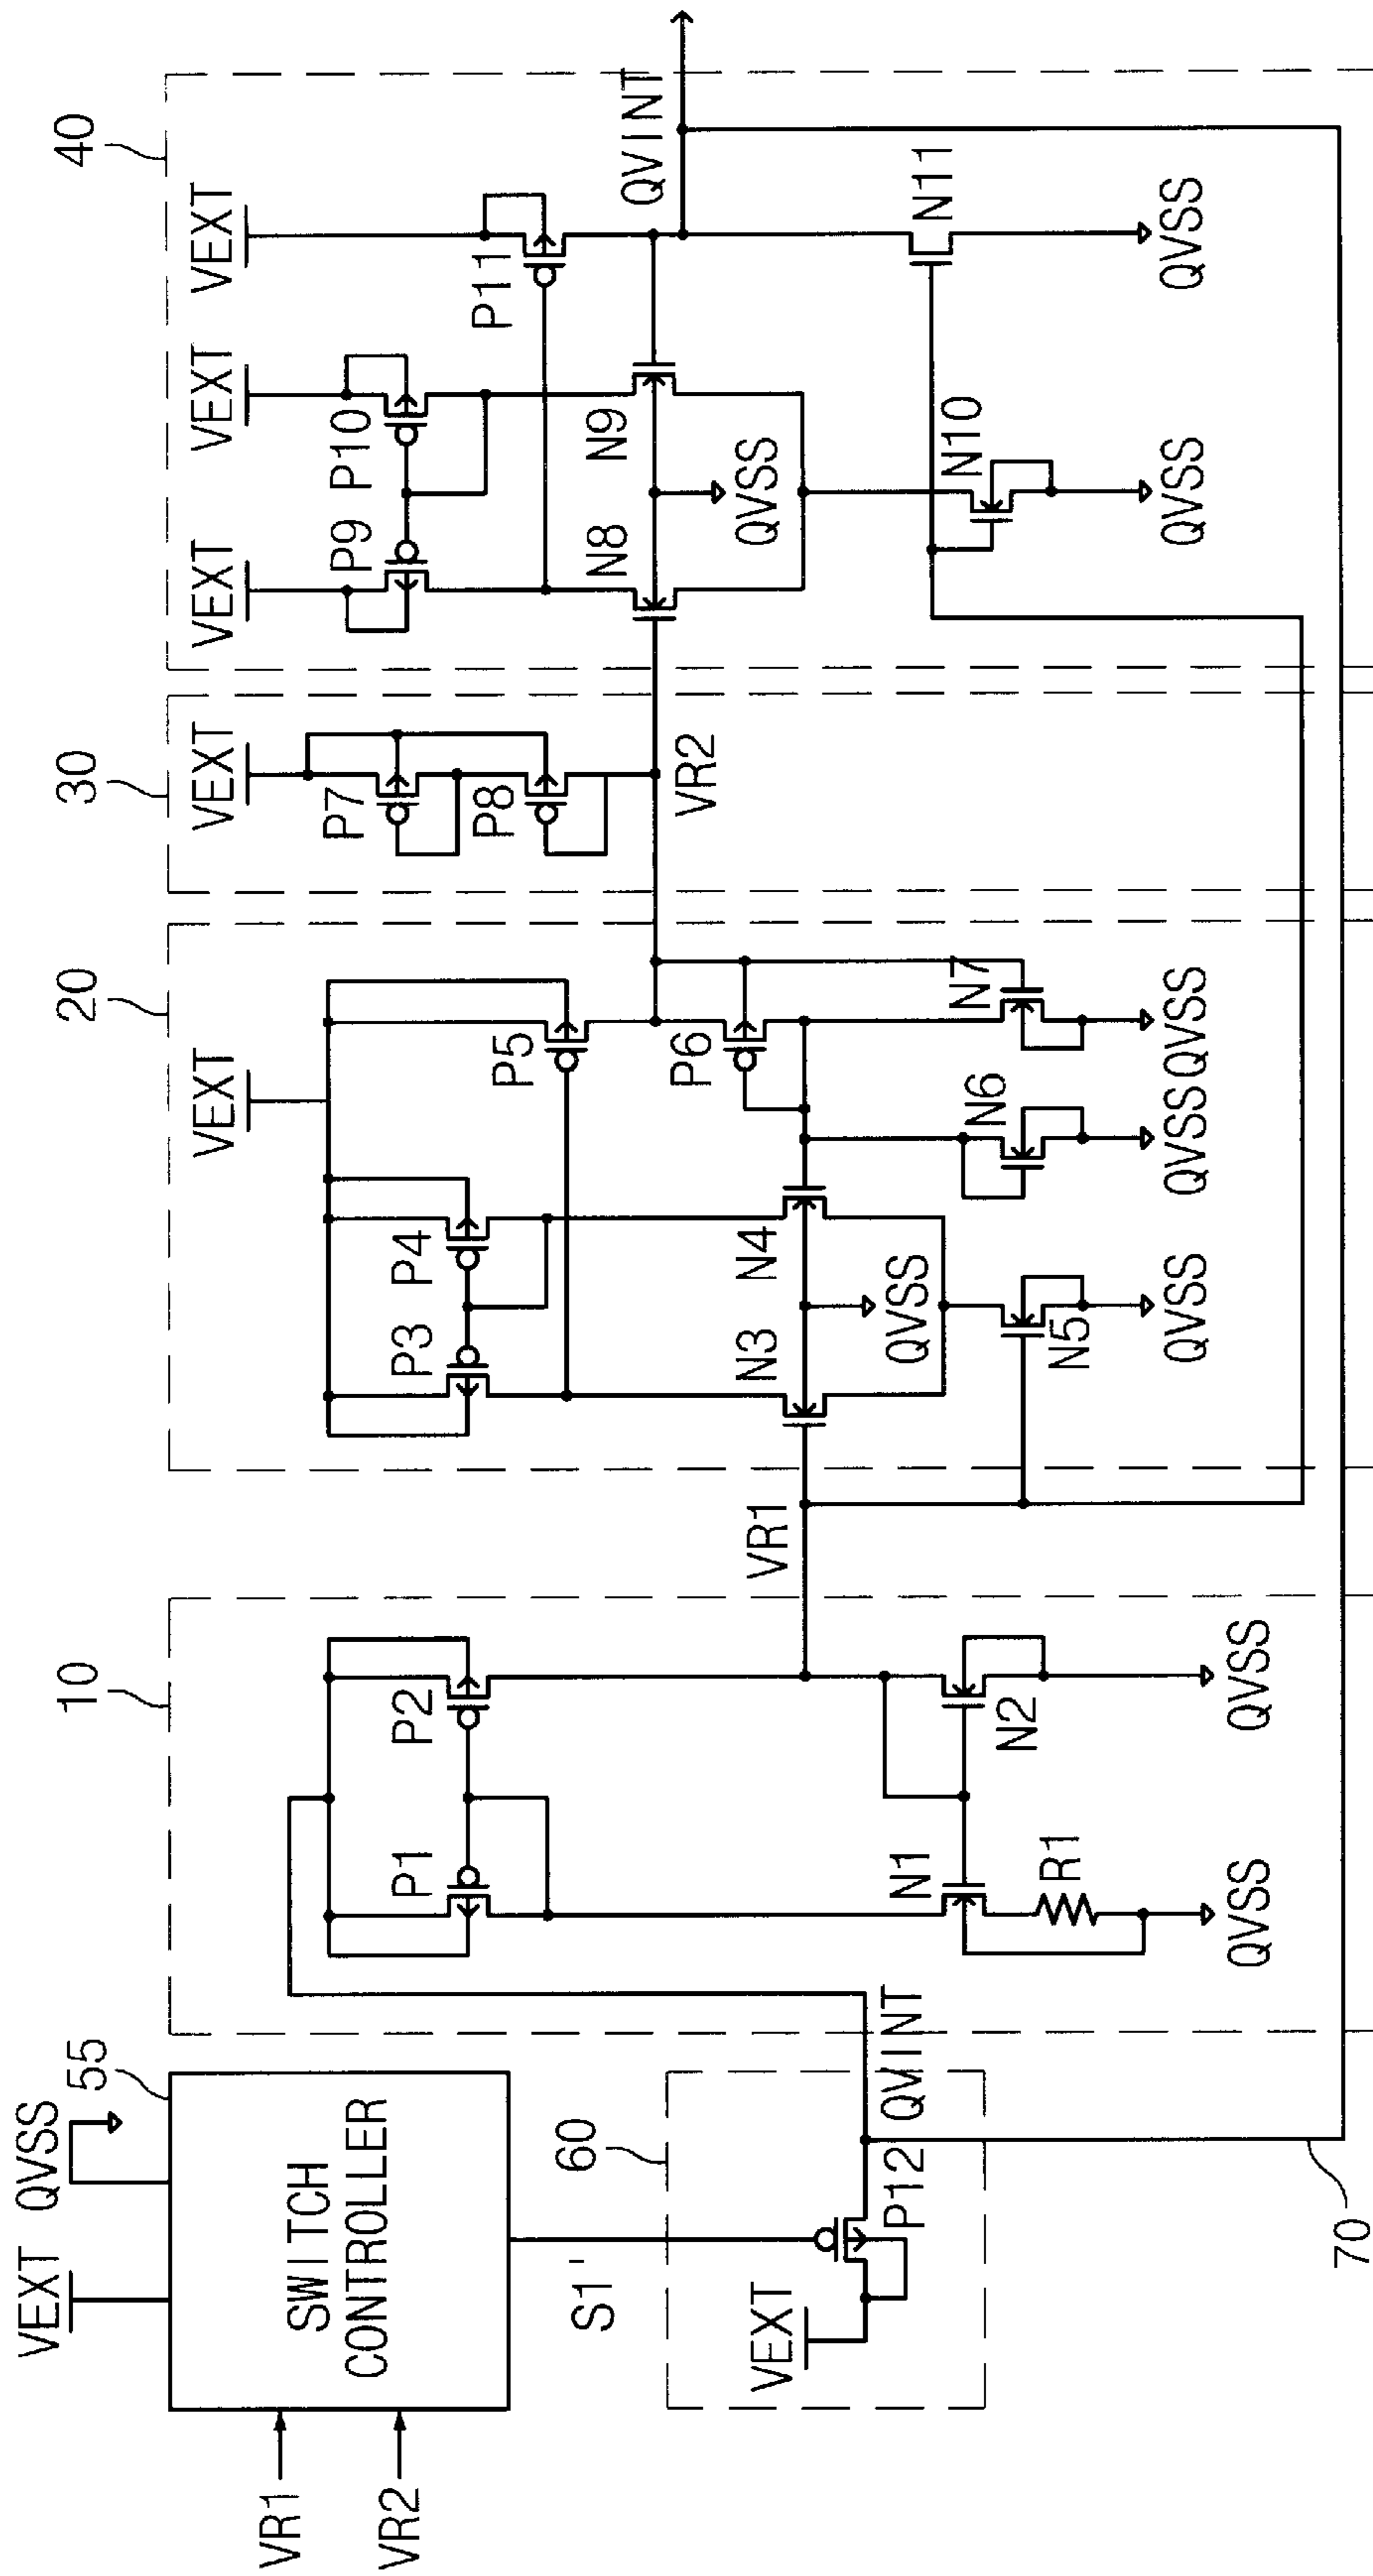 VEXT
QVSS
55
VR1
VR2
SWITCH
CONTROLLER
S1'
60
VEXT
P12
QVINT
70
10
P1
P2
N1
N2
R1
QVSS
QVSS
VR1
20
VEXT
P3
P4
P5
P6
N3
N4
QVSS
N5
N6
N7
QVSS
QVSS
QVSS
30
VEXT
P7
P8
VR2
40
VEXT
VEXT
VEXT
P9
P10
P11
N8
N9
QVSS
QVINT
N10
N11
QVSS
QVSS